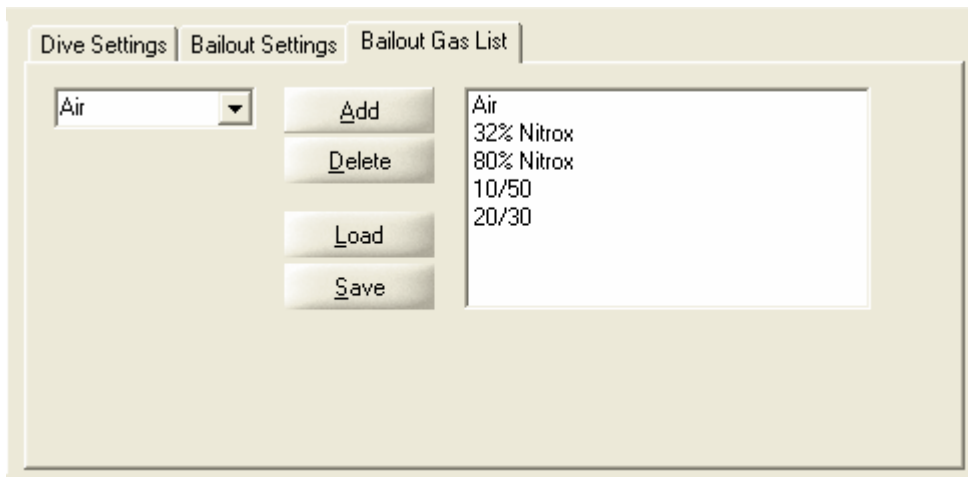 Dive Settings Bailout Settings Bailout Gas List
Air
Add
Delete
Load
Save
Air
32% Nitrox
80% Nitrox
10/50
20/30